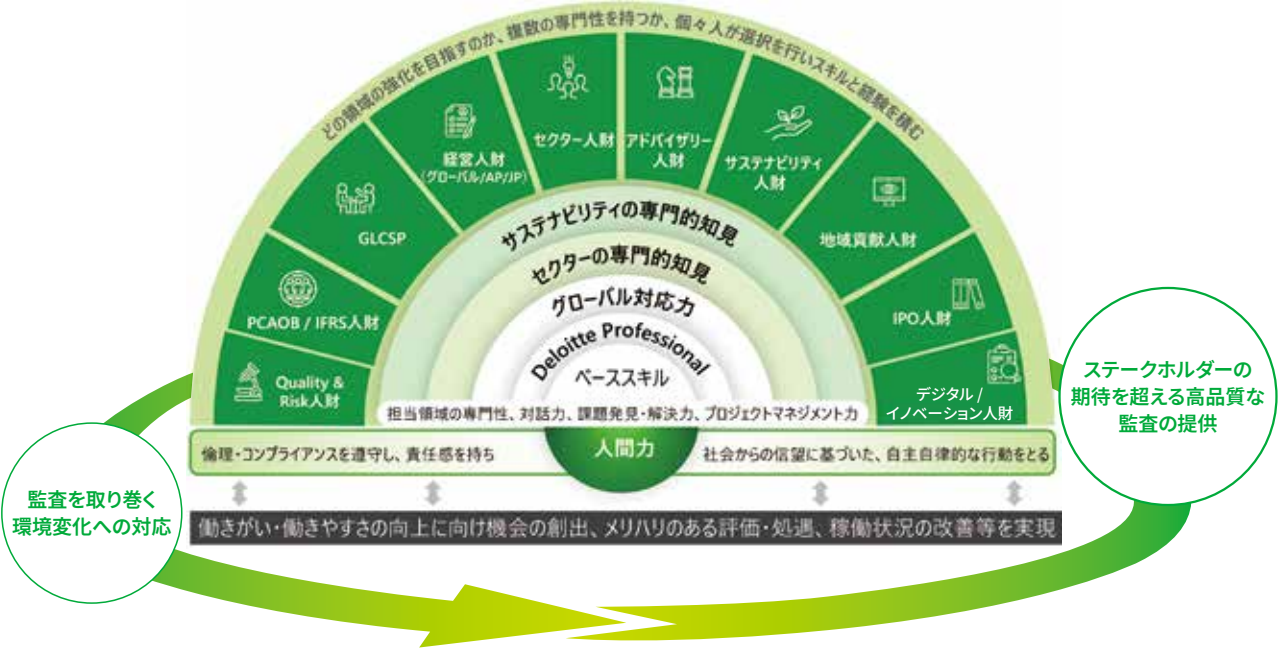 どの領域の強化を目指すのか、複数の専門性を持つか、個々人が選択を行いスキルと経験を積む
Quality &
Risk人財
PCAOB / IFRS人財
GLCSP
経営人財
(グローバル/AP/JP)
セクター人財
アドバイザリー
人財
サステナビリティ
人財
地域貢献人財
IPO人財
デジタル /
イノベーション人財
サステナビリティの専門的知見
セクターの専門的知見
グローバル対応力
Deloitte Professional
ベーススキル
担当領域の専門性、対話力、課題発見・解決力、プロジェクトマネジメント力
人間力
倫理・コンプライアンスを遵守し、責任感を持ち
社会からの信望に基づいた、自主自律的な行動をとる
働きがい・働きやすさの向上に向け機会の創出、メリハリのある評価・処遇、稼働状況の改善等を実現
監査を取り巻く
環境変化への対応
ステークホルダーの
期待を超える高品質な
監査の提供